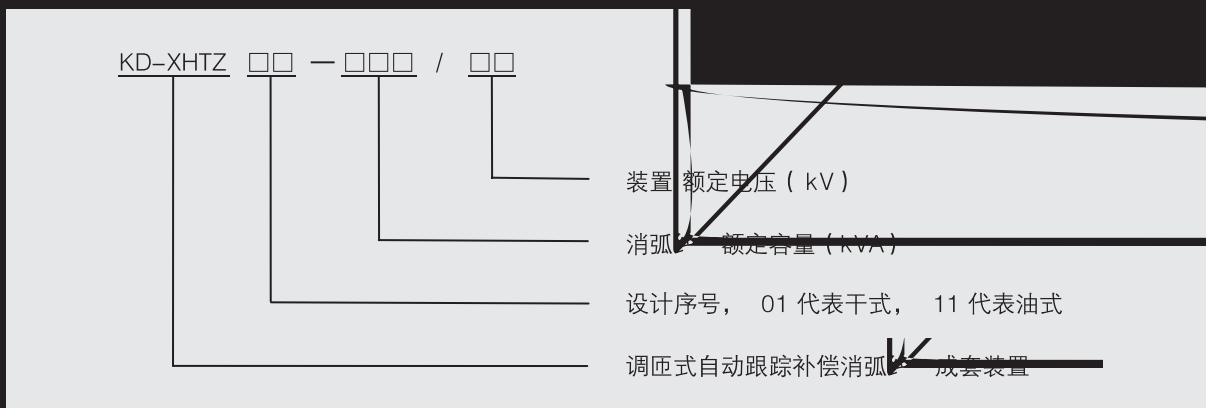 KD-XHTZ □□ — □□□ / □□
装置 额定电压 ( kV )
消弧 额定容量 ( kVA )
设计序号， 01 代表干式， 11 代表油式
调匝式自动跟踪补偿消弧 成套装置